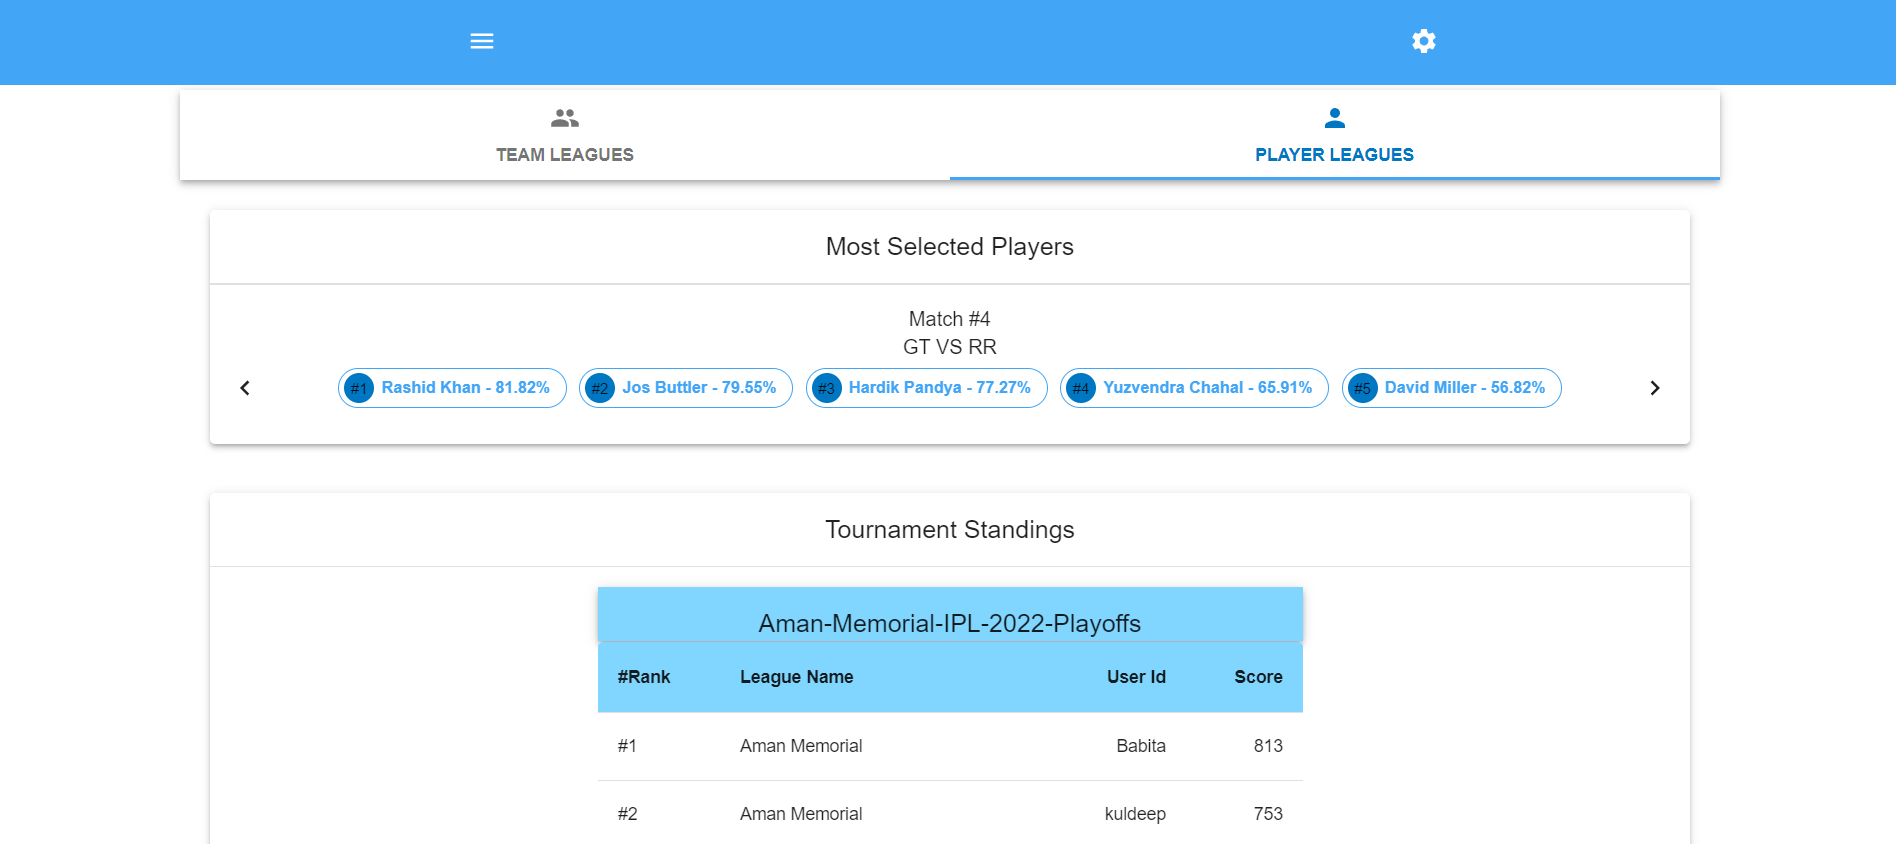 TEAM LEAGUES
PLAYER LEAGUES
Most Selected Players
Match #4
GT VS RR
#1 Rashid Khan - 81.82% #2 Jos Buttler - 79.55% #3 Hardik Pandya - 77.27% #4 Yuzvendra Chahal - 65.91% #5 David Miller - 56.82%
Tournament Standings
Aman-Memorial-IPL-2022-Playoffs
#Rank League Name User Id Score
#1 Aman Memorial Babita 813
#2 Aman Memorial kuldeep 753